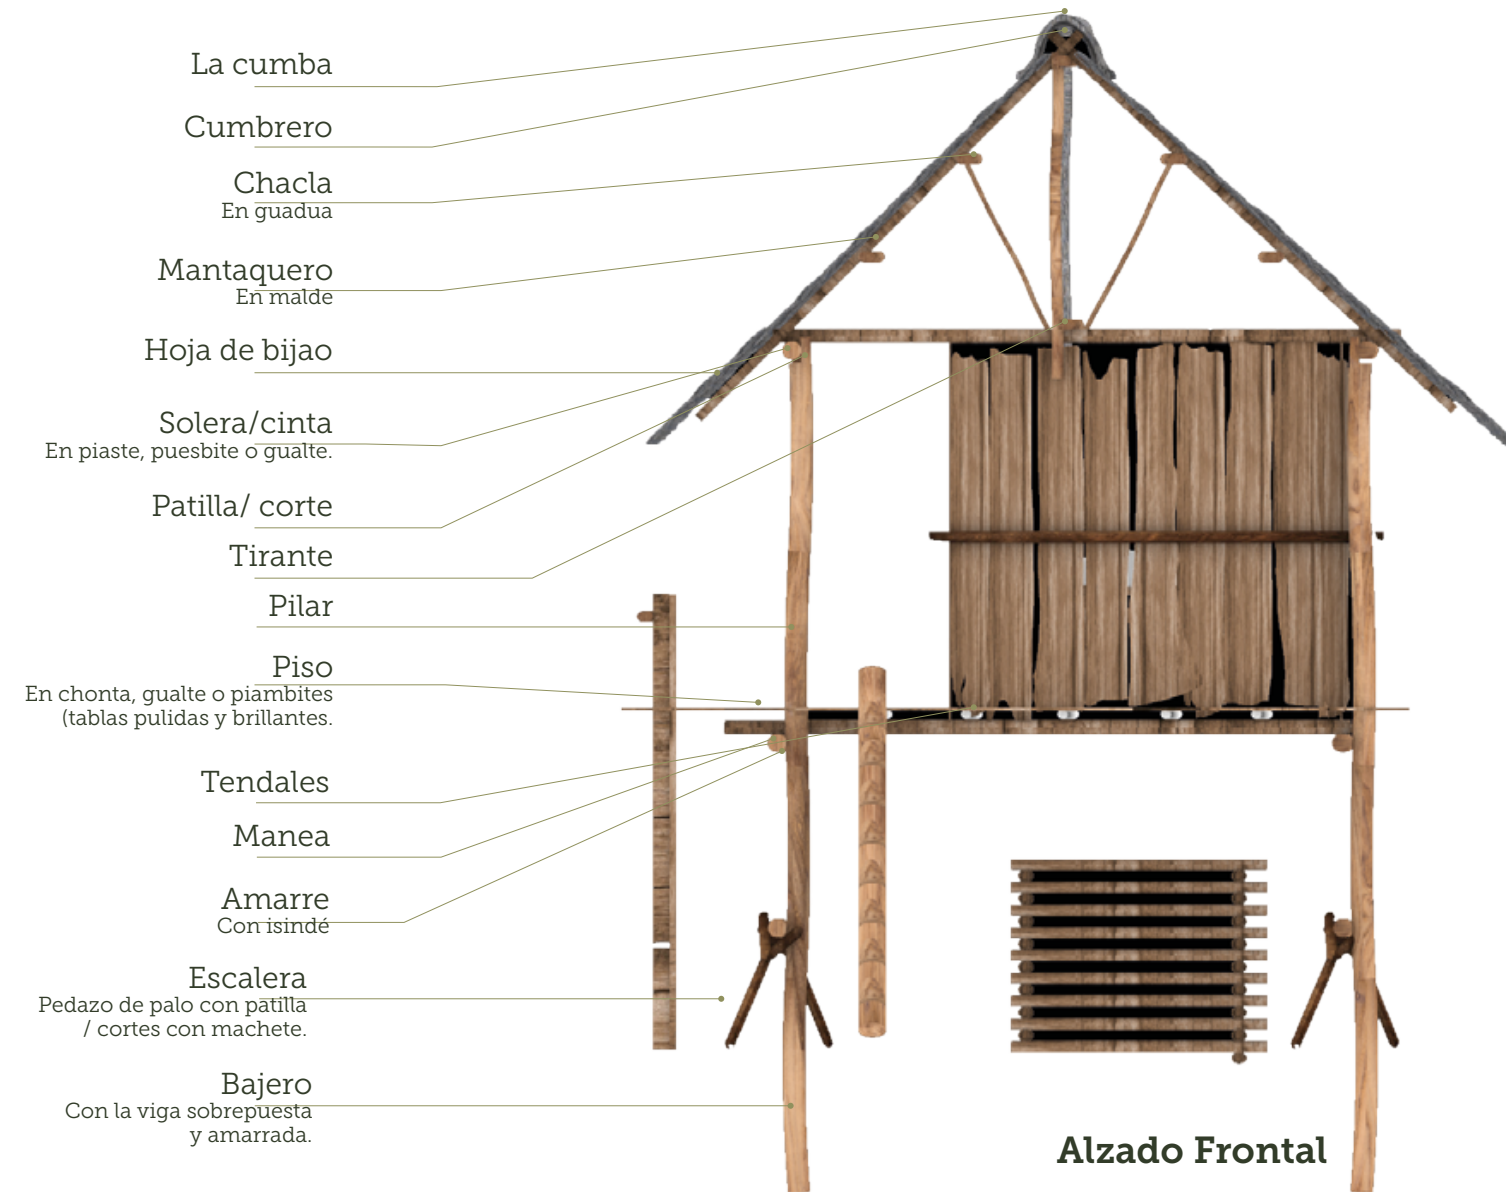 La cumba
Cumbrero
Chacla
En guadua
Mantaquero
En malde
Hoja de bijao
Solera/cinta
En piaste, puesbite o gualte.
Patilla/ corte
Tirante
Pilar
Piso
En chonta, gualte o piambites
(tablas pulidas y brillantes.
Tendales
Manea
Amarre
Con isindé
Escalera
Pedazo de palo con patilla
/ cortes con machete.
Bajero
Con la viga sobrepuesta
y amarrada.
Alzado Frontal